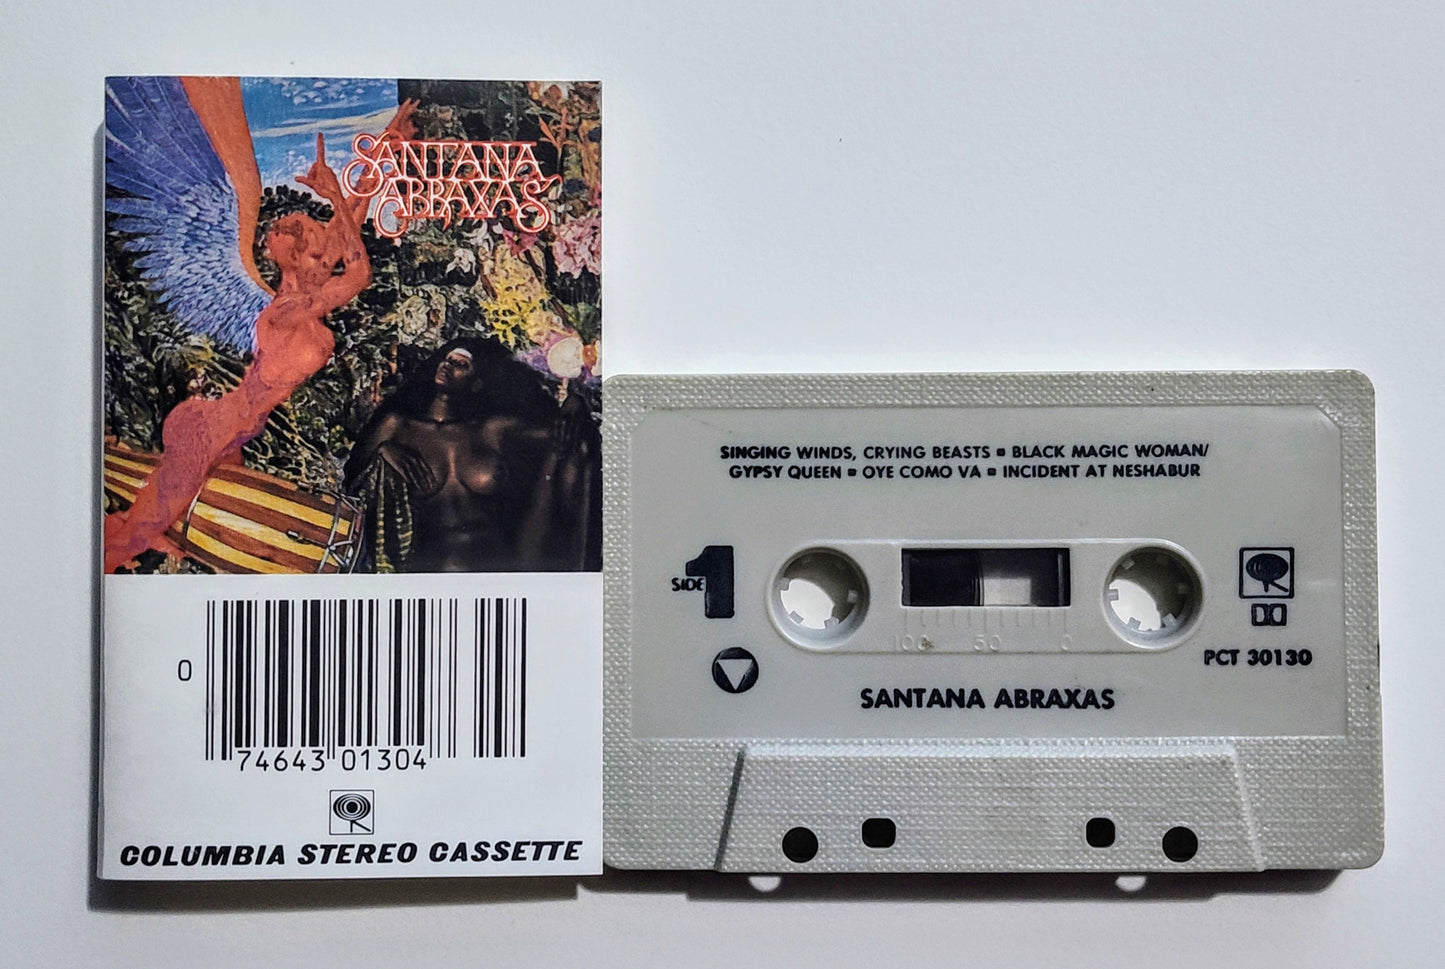 SANTANA
ABRAXAS
0
74643 01304
COLUMBIA STEREO CASSETTE
SINGING WINDS, CRYING BEASTS ▪ BLACK MAGIC WOMAN/
GYPSY QUEEN ▪ OYE COMO VA ▪ INCIDENT AT NESHABUR
SIDE 1
100 50 0
PCT 30130
SANTANA ABRAXAS